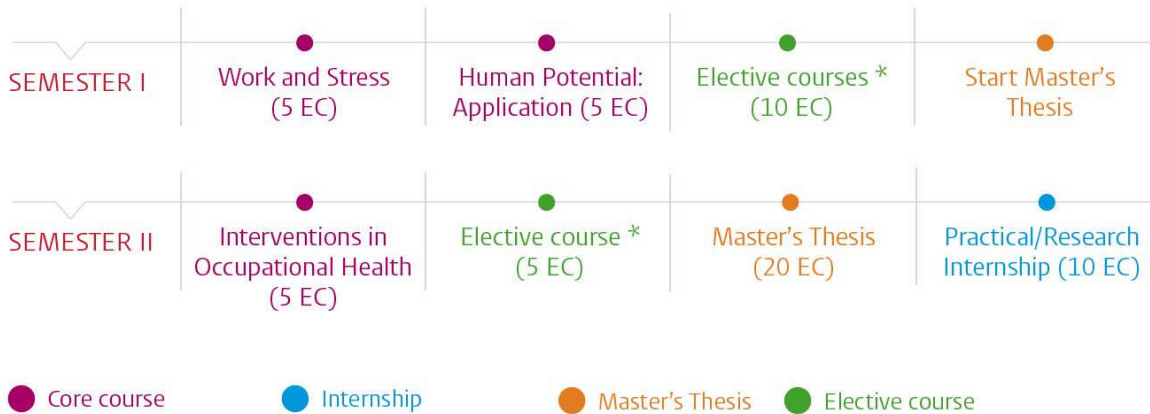 SEMESTER I
Work and Stress
(5 EC)
Human Potential:
Application (5 EC)
Elective courses *
(10 EC)
Start Master's
Thesis
SEMESTER II
Interventions in
Occupational Health
(5 EC)
Elective course *
(5 EC)
Master's Thesis
(20 EC)
Practical/Research
Internship (10 EC)
Core course
Internship
Master's Thesis
Elective course